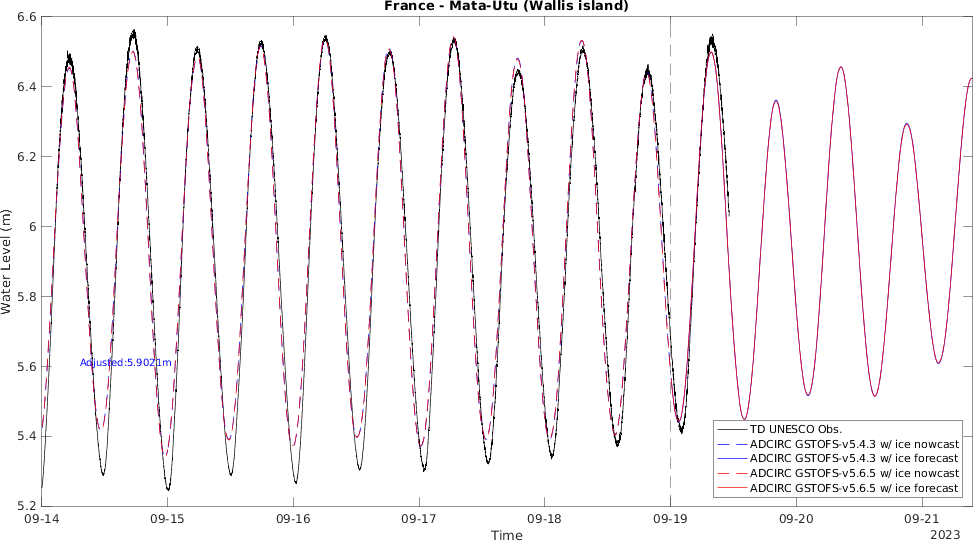 France - Mata-Utu (Wallis island)
6.6
6.4
6.2
6
5.8
5.6
5.4
5.2
Water Level (m)
Adjusted:5.9021m
TD UNESCO Obs.
ADCIRC GSTOFS-v5.4.3 w/ ice nowcast
ADCIRC GSTOFS-v5.4.3 w/ ice forecast
ADCIRC GSTOFS-v5.6.5 w/ ice nowcast
ADCIRC GSTOFS-v5.6.5 w/ ice forecast
09-14 09-15 09-16 09-17 09-18 09-19 09-20 09-21
Time
2023